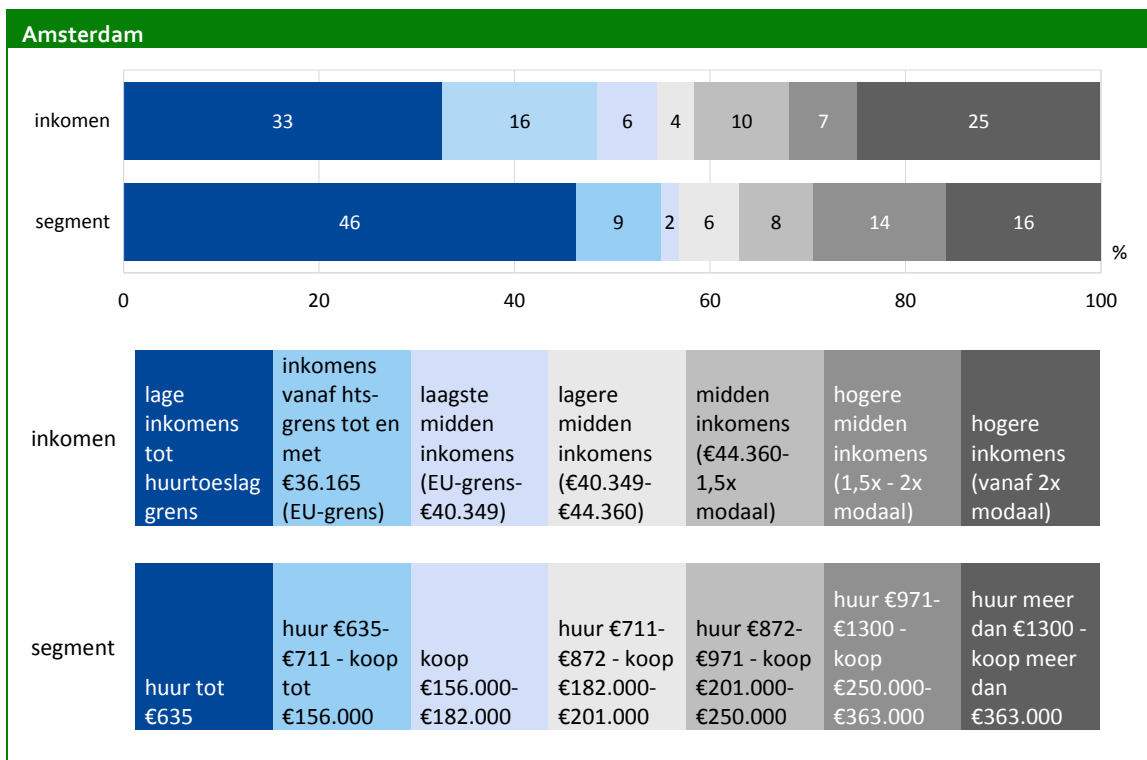 Amsterdam
inkomen
33 16 6 4 10 7 25
segment
46 9 2 6 8 14 16
%
0 20 40 60 80 100
inkomen
lage
inkomens
tot
huurtoeslag
grens
inkomens
vanaf hts-
grens tot en
met
€36.165
(EU-grens)
laagste
midden
inkomens
(EU-grens-
€40.349)
lagere
midden
inkomens
(€40.349-
€44.360)
midden
inkomens
(€44.360-
1,5x
modaal)
hogere
midden
inkomens
(1,5x - 2x
modaal)
hogere
inkomens
(vanaf 2x
modaal)
segment
huur tot
€635
huur €635-
€711 - koop
tot
€156.000
koop
€156.000-
€182.000
huur €711-
€872 - koop
€182.000-
€201.000
huur €872-
€971 - koop
€201.000-
€250.000
huur €971-
€1300 -
koop
€250.000-
€363.000
huur meer
dan €1300 -
koop meer
dan
€363.000